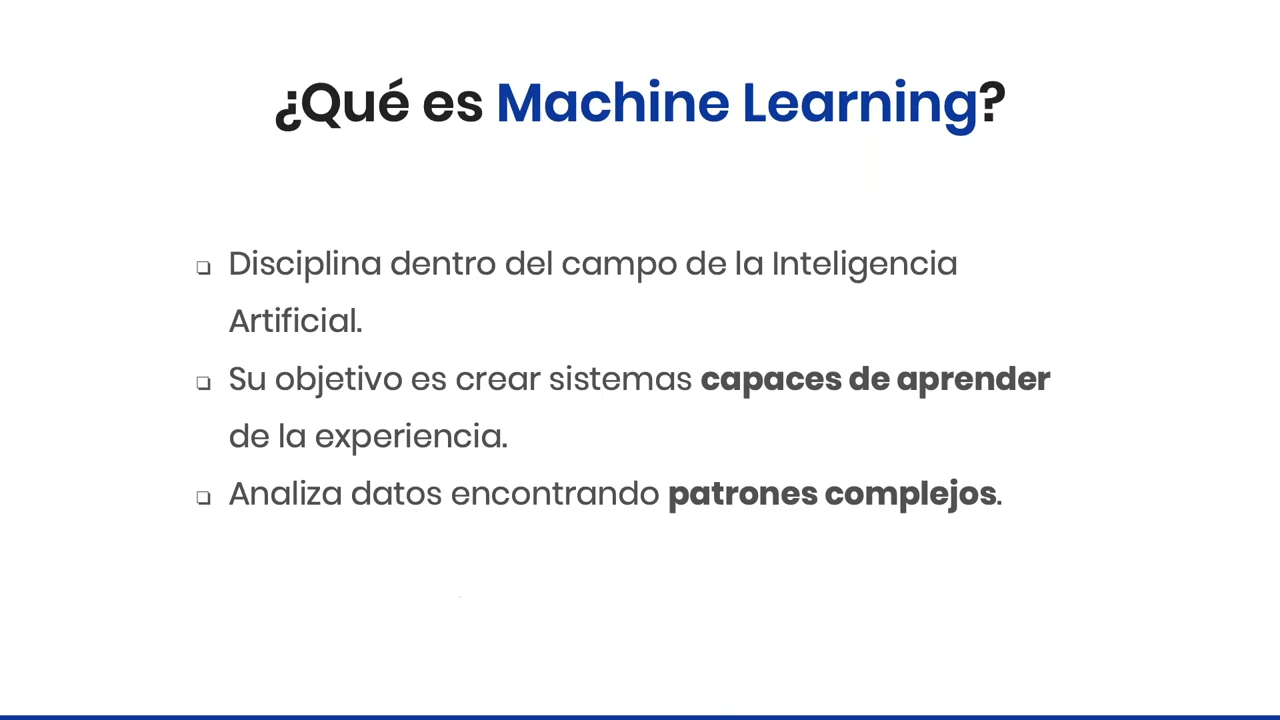 ¿Qué es Machine Learning?
❏ Disciplina dentro del campo de la Inteligencia
Artificial.
❏ Su objetivo es crear sistemas capaces de aprender
de la experiencia.
❏ Analiza datos encontrando patrones complejos.